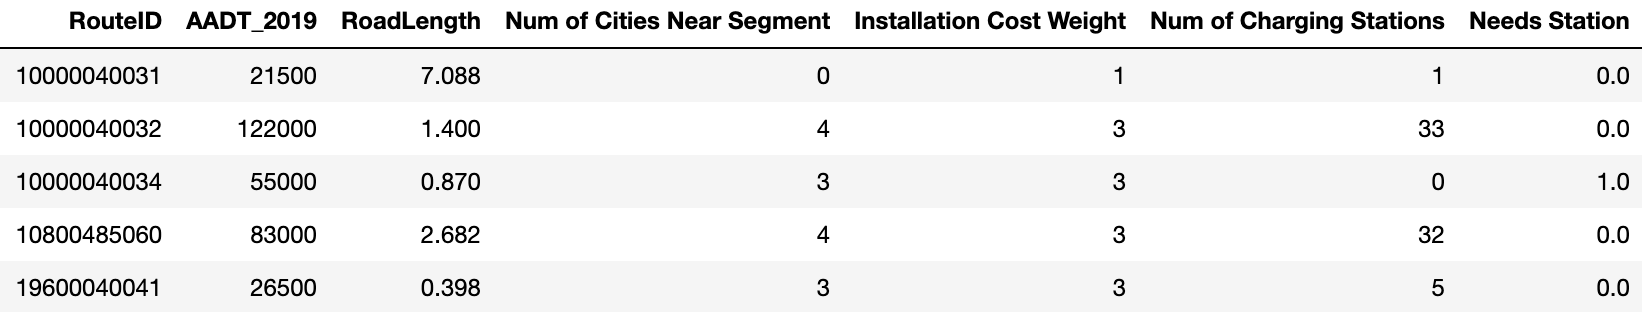 RouteID AADT_2019 RoadLength Num of Cities Near Segment Installation Cost Weight Num of Charging Stations Needs Station
10000040031 21500 7.088 0 1 1 0.0
10000040032 122000 1.400 4 3 33 0.0
10000040034 55000 0.870 3 3 0 1.0
10800485060 83000 2.682 4 3 32 0.0
19600040041 26500 0.398 3 3 5 0.0